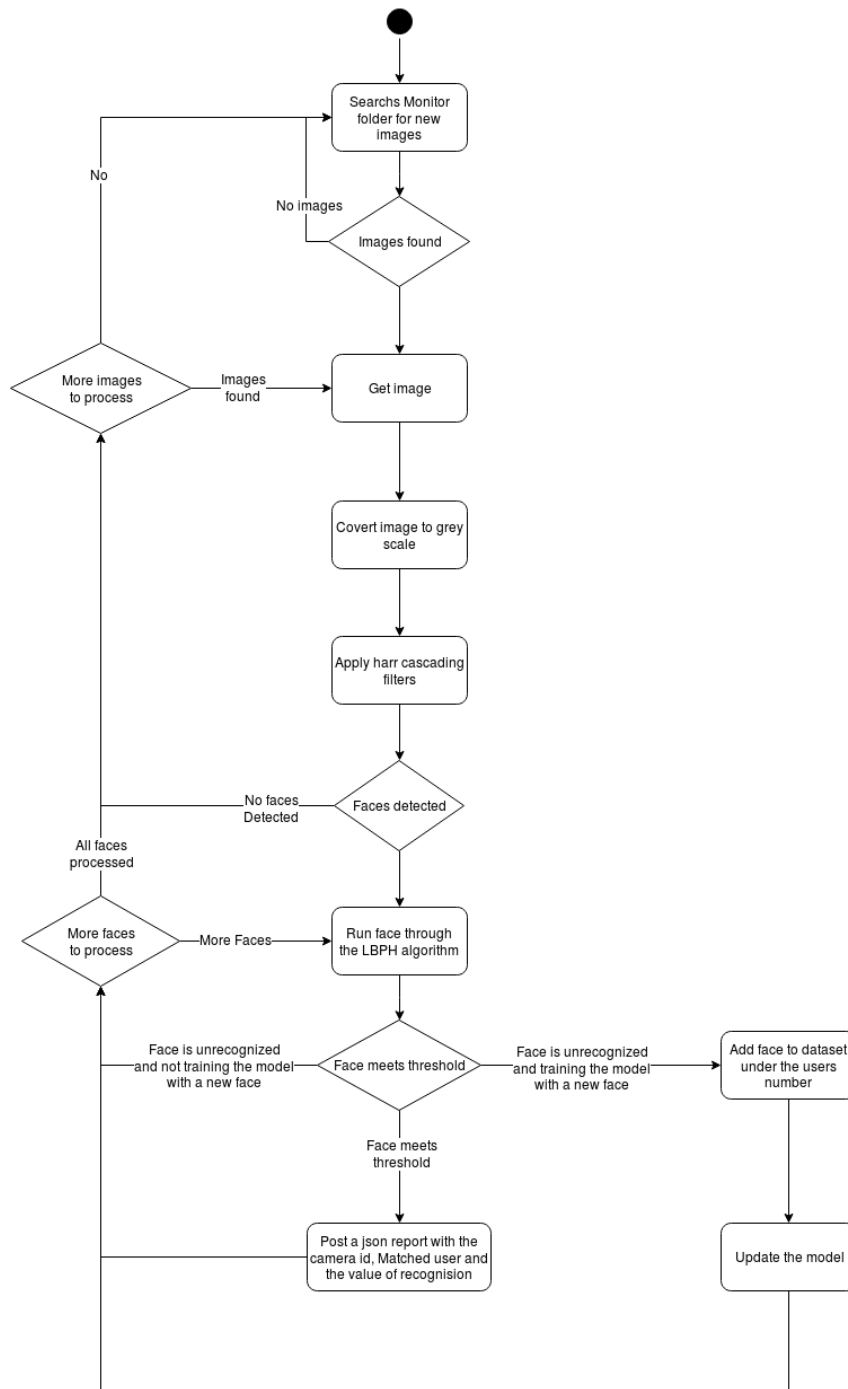 Searchs Monitor
folder for new
images
No
No images
Images found
More images
to process
Images
found
Get image
Covert image to grey
scale
Apply harr cascading
filters
No faces
Detected
Faces detected
All faces
processed
More faces
to process
More Faces
Run face through
the LBPH algorithm
Face is unrecognized
and not training the model
with a new face
Face meets threshold
Face is unrecognized
and training the model
with a new face
Add face to dataset
under the users
number
Face meets
threshold
Post a json report with the
camera id, Matched user and
the value of recognision
Update the model